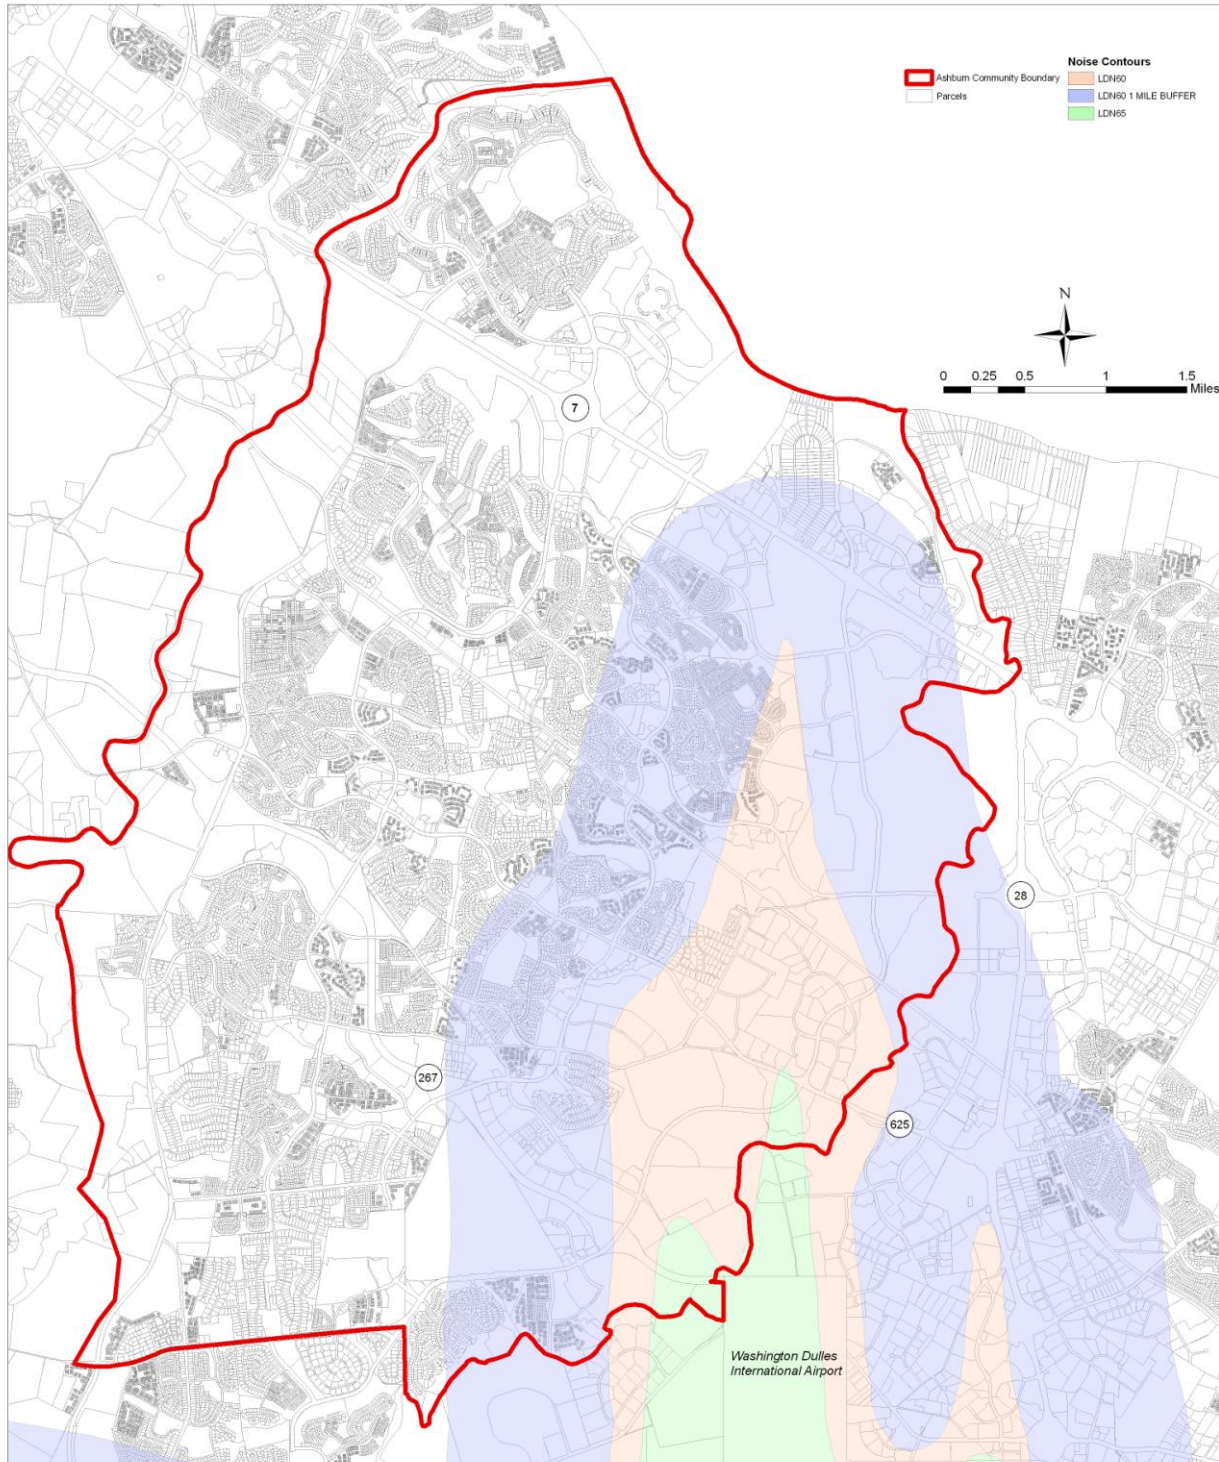 Noise Contours
Ashburn Community Boundary
Parcels
LDN60
LDN60 1 MILE BUFFER
LDN65
N
0 0.25 0.5 1 1.5
Miles
7
28
267
625
Washington Dulles
International Airport